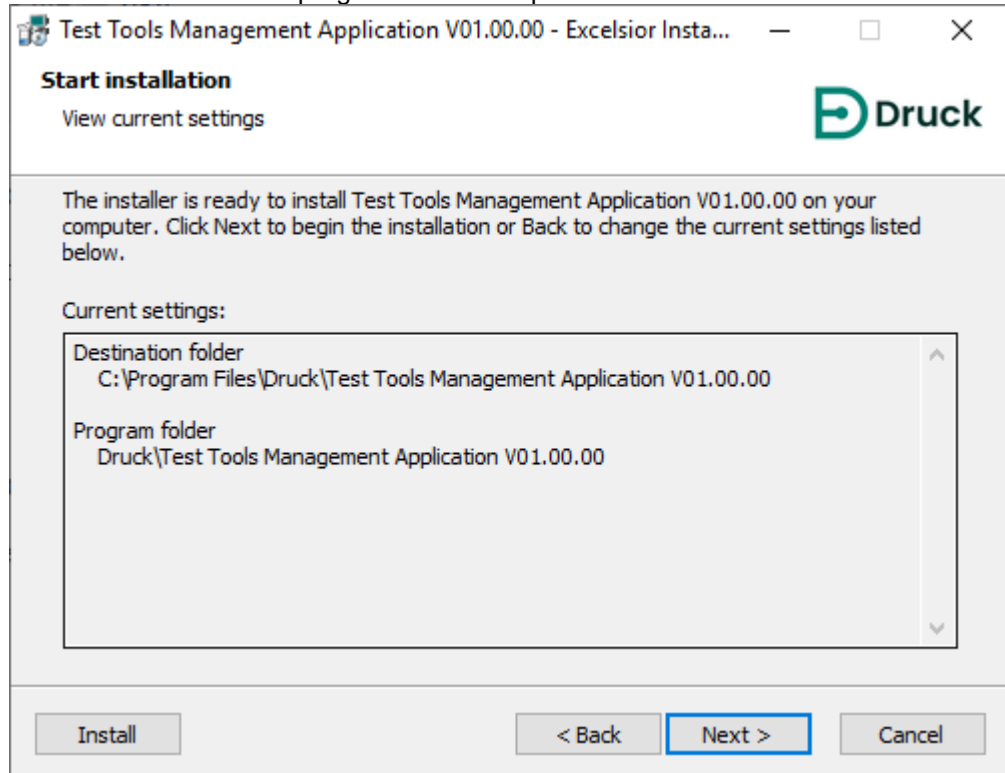 Test Tools Management Application V01.00.00 - Excelsior Insta...
Start installation
View current settings
Druck
The installer is ready to install Test Tools Management Application V01.00.00 on your
computer. Click Next to begin the installation or Back to change the current settings listed
below.
Current settings:
Destination folder
C:\Program Files\Druck\Test Tools Management Application V01.00.00
Program folder
Druck\Test Tools Management Application V01.00.00
Install
< Back
Next >
Cancel